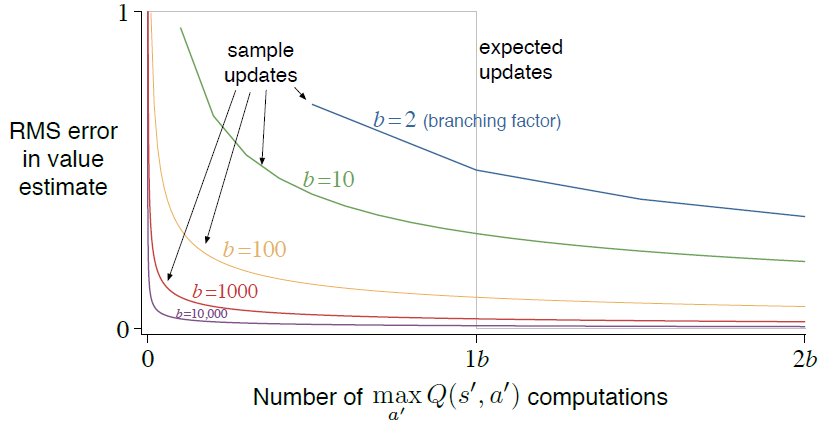 1
sample
updates
expected
updates
RMS error
in value
estimate
b=2 (branching factor)
b=10
b=100
b=1000
b=10,000
0
0
1b
2b
Number of max Q(s′, a′) computations
a′